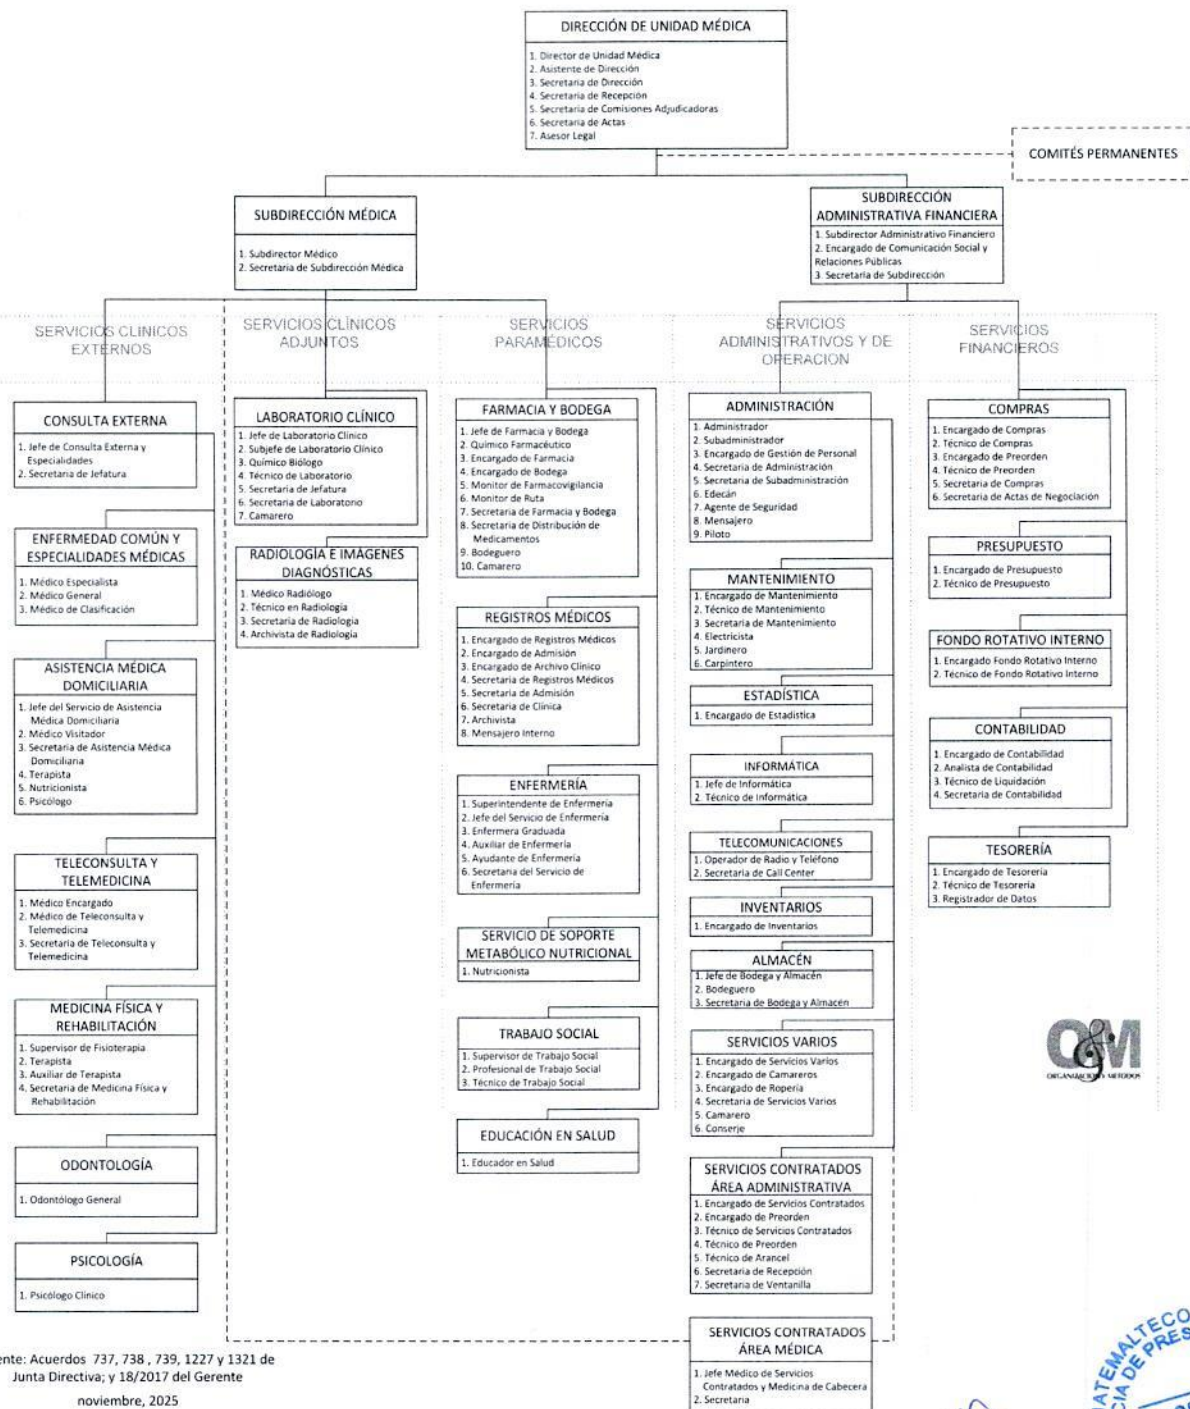 DIRECCIÓN DE UNIDAD MÉDICA
1. Director de Unidad Médica
2. Asistente de Dirección
3. Secretaria de Dirección
4. Secretaria de Recepción
5. Secretaria de Comisiones Adjudicadoras
6. Secretaria de Actas
7. Asesor Legal
COMITÉS PERMANENTES
SUBDIRECCIÓN MÉDICA
1. Subdirector Médico
2. Secretaria de Subdirección Médica
SUBDIRECCIÓN
ADMINISTRATIVA FINANCIERA
1. Subdirector Administrativo Financiero
2. Encargado de Comunicación Social y
Relaciones Públicas
3. Secretaria de Subdirección
SERVICIOS CLINICOS
EXTERNOS
CONSULTA EXTERNA
1. Jefe de Consulta Externa y
Especialidades
2. Secretaria de Jefatura
ENFERMEDAD COMÚN Y
ESPECIALIDADES MÉDICAS
1. Médico Especialista
2. Médico General
3. Médico de Clasificación
ASISTENCIA MÉDICA
DOMICILIARIA
1. Jefe del Servicio de Asistencia
Médica Domiciliaria
2. Médico Visitador
3. Secretaria de Asistencia Médica
Domiciliaria
4. Terapista
5. Nutricionista
6. Psicólogo
TELECONSULTA Y
TELEMEDICINA
1. Médico Encargado
2. Médico de Teleconsulta y
Telemedicina
3. Secretaria de Teleconsulta y
Telemedicina
MEDICINA FÍSICA Y
REHABILITACIÓN
1. Supervisor de Fisioterapia
2. Terapista
3. Auxiliar de Terapista
4. Secretaria de Medicina Física y
Rehabilitación
ODONTOLOGÍA
1. Odontólogo General
PSICOLOGÍA
1. Psicólogo Clínico
SERVICIOS CLÍNICOS
ADJUNTOS
LABORATORIO CLÍNICO
1. Jefe de Laboratorio Clínico
2. Subjefe de Laboratorio Clínico
3. Químico Biólogo
4. Técnico de Laboratorio
5. Secretaria de Jefatura
6. Secretaria de Laboratorio
7. Camarero
RADIOLOGÍA E IMÁGENES
DIAGNÓSTICAS
1. Médico Radiólogo
2. Técnico en Radiología
3. Secretaria de Radiología
4. Archivista de Radiología
SERVICIOS
PARAMÉDICOS
FARMACIA Y BODEGA
1. Jefe de Farmacia y Bodega
2. Químico Farmacéutico
3. Encargado de Farmacia
4. Encargado de Bodega
5. Monitor de Farmacovigilancia
6. Monitor de Ruta
7. Secretaria de Farmacia y Bodega
8. Secretaria de Distribución de
Medicamentos
9. Bodeguero
10. Camarero
REGISTROS MÉDICOS
1. Encargado de Registros Médicos
2. Encargado de Admisión
3. Encargado de Archivo Clínico
4. Secretaria de Registros Médicos
5. Secretaria de Admisión
6. Secretaria de Clínica
7. Archivista
8. Mensajero Interno
ENFERMERÍA
1. Superintendente de Enfermería
2. Jefe del Servicio de Enfermería
3. Enfermera Graduada
4. Auxiliar de Enfermería
5. Ayudante de Enfermería
6. Secretaria del Servicio de
Enfermería
SERVICIO DE SOPORTE
METABÓLICO NUTRICIONAL
1. Nutricionista
TRABAJO SOCIAL
1. Supervisor de Trabajo Social
2. Profesional de Trabajo Social
3. Técnico de Trabajo Social
EDUCACIÓN EN SALUD
1. Educador en Salud
SERVICIOS
ADMINISTRATIVOS Y DE
OPERACION
ADMINISTRACIÓN
1. Administrador
2. Subadministrador
3. Encargado de Gestión de Personal
4. Secretaria de Administración
5. Secretaria de Subadministración
6. Edecán
7. Agente de Seguridad
8. Mensajero
9. Piloto
MANTENIMIENTO
1. Encargado de Mantenimiento
2. Técnico de Mantenimiento
3. Secretaria de Mantenimiento
4. Electricista
5. Jardinero
6. Carpintero
ESTADÍSTICA
1. Encargado de Estadística
INFORMÁTICA
1. Jefe de Informática
2. Técnico de Informática
TELECOMUNICACIONES
1. Operador de Radio y Teléfono
2. Secretaria de Call Center
INVENTARIOS
1. Encargado de Inventarios
ALMACÉN
1. Jefe de Bodega y Almacén
2. Bodeguero
3. Secretaria de Bodega y Almacén
SERVICIOS VARIOS
1. Encargado de Servicios Varios
2. Encargado de Camareros
3. Encargado de Ropería
4. Secretaria de Servicios Varios
5. Camarero
6. Conserje
SERVICIOS CONTRATADOS
ÁREA ADMINISTRATIVA
1. Encargado de Servicios Contratados
2. Encargado de Preorden
3. Técnico de Servicios Contratados
4. Técnico de Preorden
5. Técnico de Arancel
6. Secretaria de Recepción
7. Secretaria de Ventanilla
SERVICIOS CONTRATADOS
ÁREA MÉDICA
1. Jefe Médico de Servicios
Contratados y Medicina de Cabecera
2. Secretaria
SERVICIOS
FINANCIEROS
COMPRAS
1. Encargado de Compras
2. Técnico de Compras
3. Encargado de Preorden
4. Técnico de Preorden
5. Secretaria de Compras
6. Secretaria de Actas de Negociación
PRESUPUESTO
1. Encargado de Presupuesto
2. Técnico de Presupuesto
FONDO ROTATIVO INTERNO
1. Encargado Fondo Rotativo Interno
2. Técnico de Fondo Rotativo Interno
CONTABILIDAD
1. Encargado de Contabilidad
2. Analista de Contabilidad
3. Técnico de Liquidación
4. Secretaria de Contabilidad
TESORERÍA
1. Encargado de Tesorería
2. Técnico de Tesorería
3. Registrador de Datos
O&M
ORGANIZACIÓN Y MÉTODOS
ente: Acuerdos 737, 738 , 739, 1227 y 1321 de
Junta Directiva; y 18/2017 del Gerente
noviembre, 2025